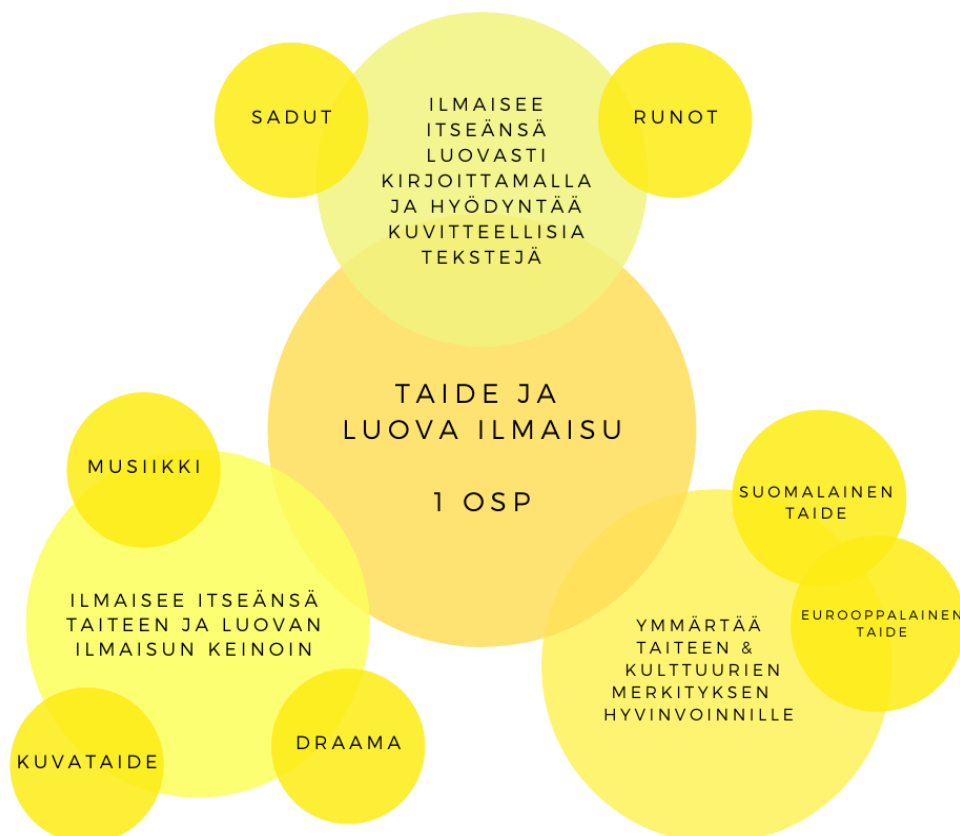 SADUT
ILMAISEE
ITSEÄNSÄ
LUOVASTI
KIRJOITTAMALLA
JA HYÖDYNTÄÄ
KUVITTEELLISIA
TEKSTEJÄ
RUNOT
TAIDE JA
LUOVA ILMAISU
1 OSP
MUSIIKKI
ILMAISEE ITSEÄNSÄ
TAITEEN JA LUOVAN
ILMAISUN KEINOIN
KUVATAIDE
DRAAMA
SUOMALAINEN
TAIDE
EUROOPPALAINEN
TAIDE
YMMÄRTÄÄ
TAITEEN &
KULTTUURIEN
MERKITYKSEN
HYVINVOINNILLE